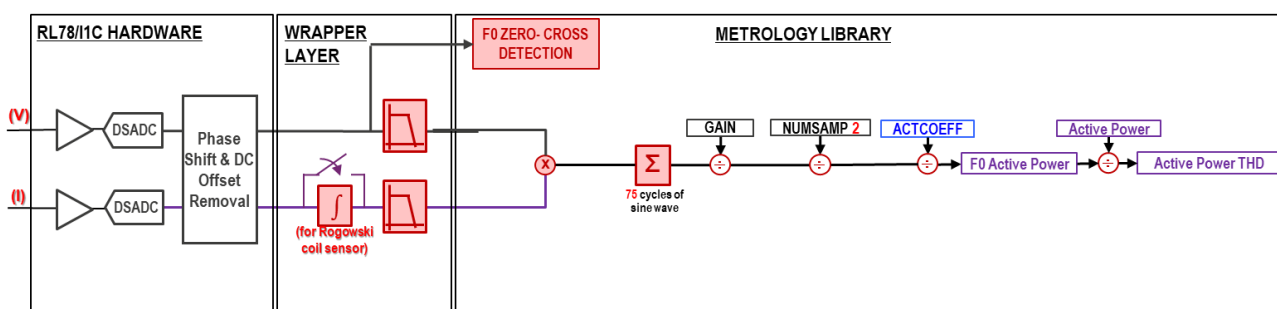 RL78/I1C HARDWARE
WRAPPER
LAYER
METROLOGY LIBRARY
F0 ZERO- CROSS
DETECTION
(V)
DSADC
Phase
Shift & DC
Offset
Removal
(I)
DSADC
∫
(for Rogowski
coil sensor)
x
Σ
75 cycles of
sine wave
GAIN
÷
NUMSAMP 2
÷
ACTCOEFF
÷
F0 Active Power
Active Power
÷
Active Power THD